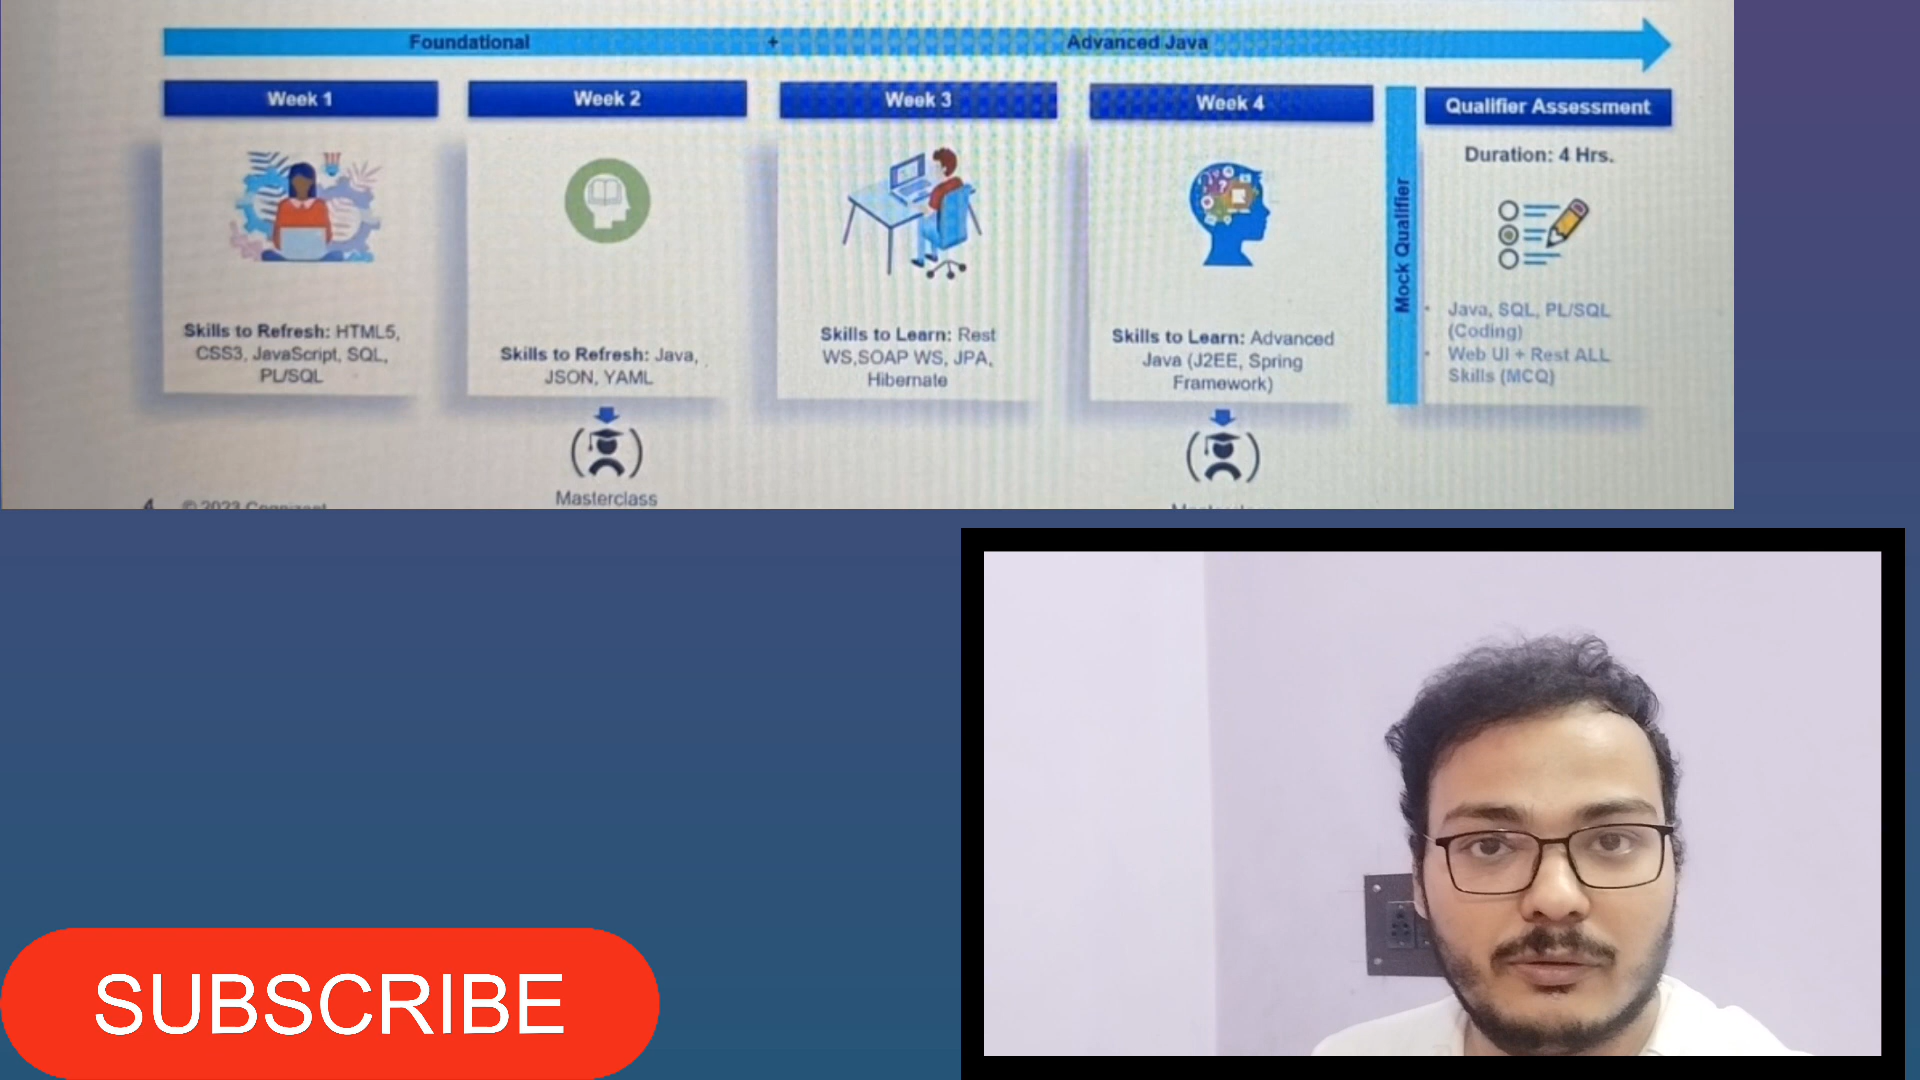 Foundational + Advanced Java
Week 1
Week 2
Week 3
Week 4
Qualifier Assessment
Duration: 4 Hrs.
Mock Qualifier
Skills to Refresh: HTML5,
CSS3, JavaScript, SQL,
PL/SQL
Skills to Refresh: Java,
JSON, YAML
Skills to Learn: Rest
WS,SOAP WS, JPA,
Hibernate
Skills to Learn: Advanced
Java (J2EE, Spring
Framework)
• Java, SQL, PL/SQL
(Coding)
• Web UI + Rest ALL
Skills (MCQ)
Masterclass
4 © 2023 Cognizant
SUBSCRIBE